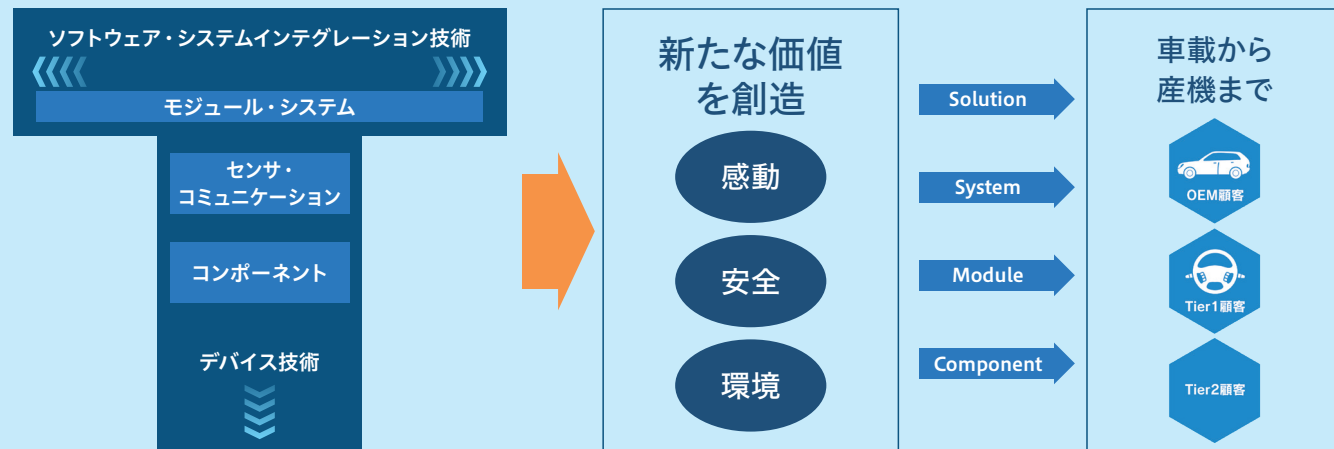 ソフトウェア・システムインテグレーション技術
モジュール・システム
センサ・
コミュニケーション
コンポーネント
デバイス技術
新たな価値
を創造
感動
安全
環境
Solution
System
Module
Component
車載から
産機まで
OEM顧客
Tier1顧客
Tier2顧客